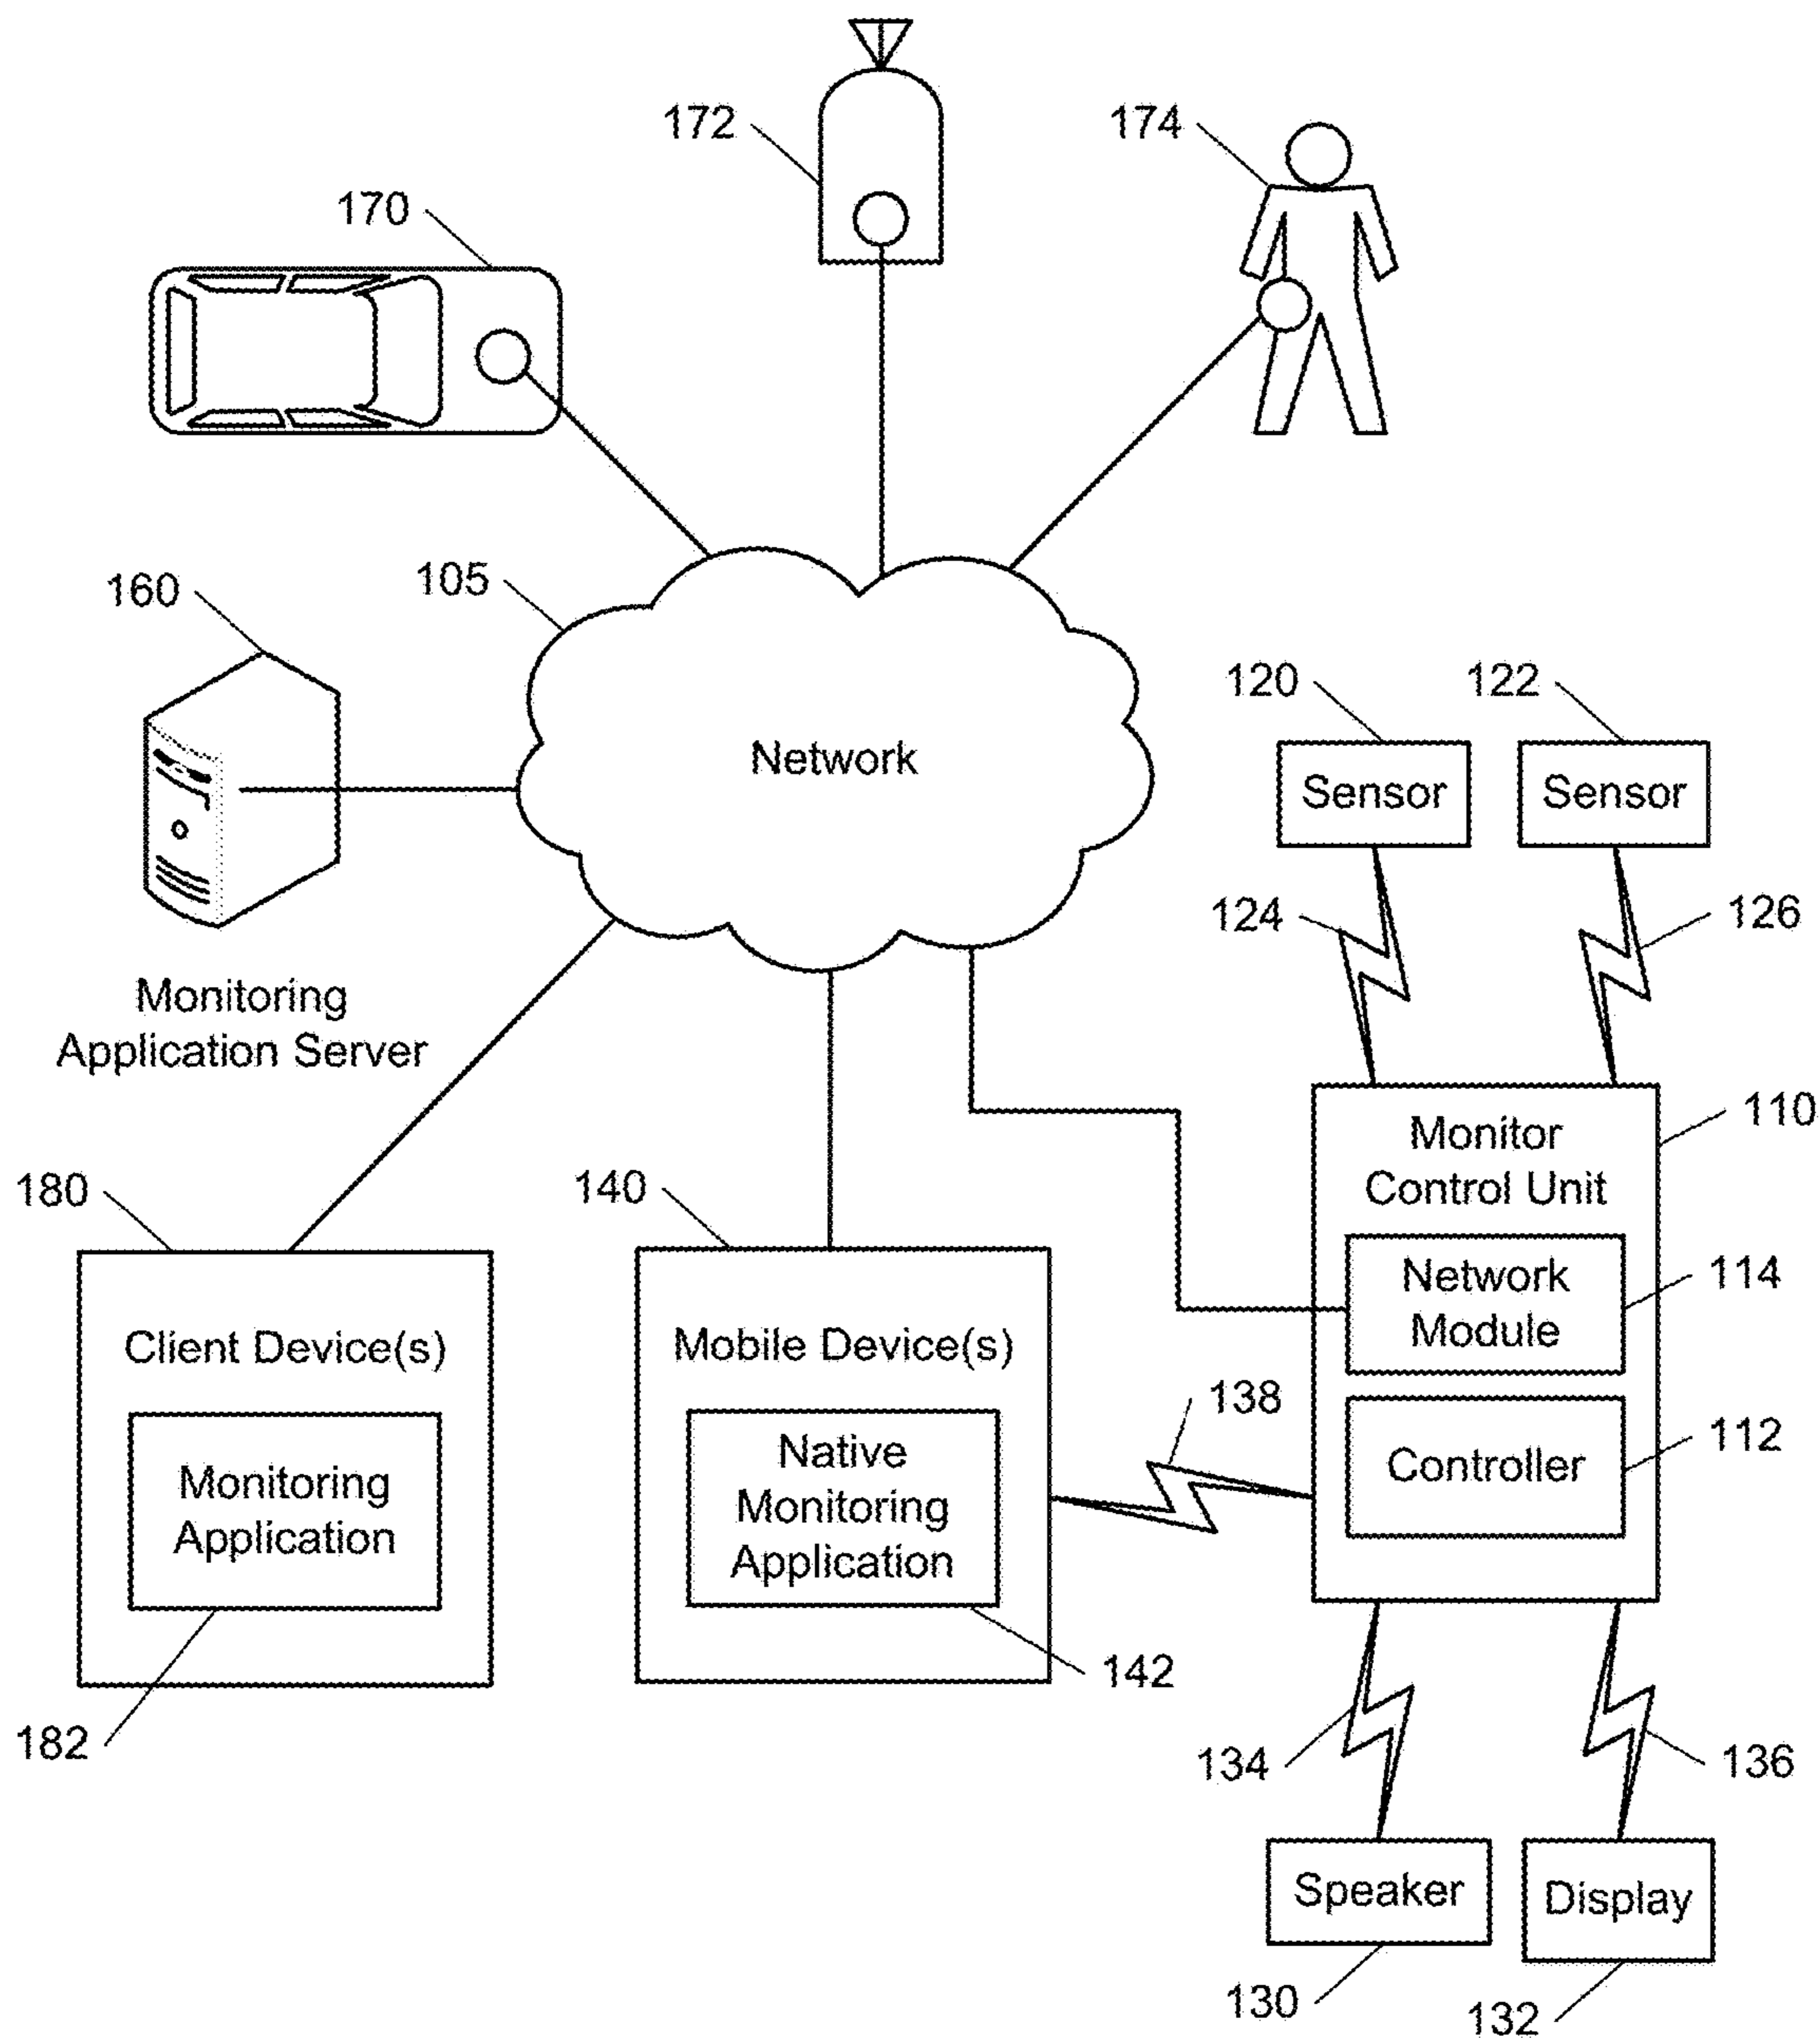 172
174
170
160
105
Network
120
122
Sensor
Sensor
124
126
Monitoring
Application Server
110
Monitor
Control Unit
180
140
114
Network
Module
Client Device(s)
Mobile Device(s)
138
112
Controller
Monitoring
Application
Native
Monitoring
Application
142
182
134
136
Speaker
Display
130
132